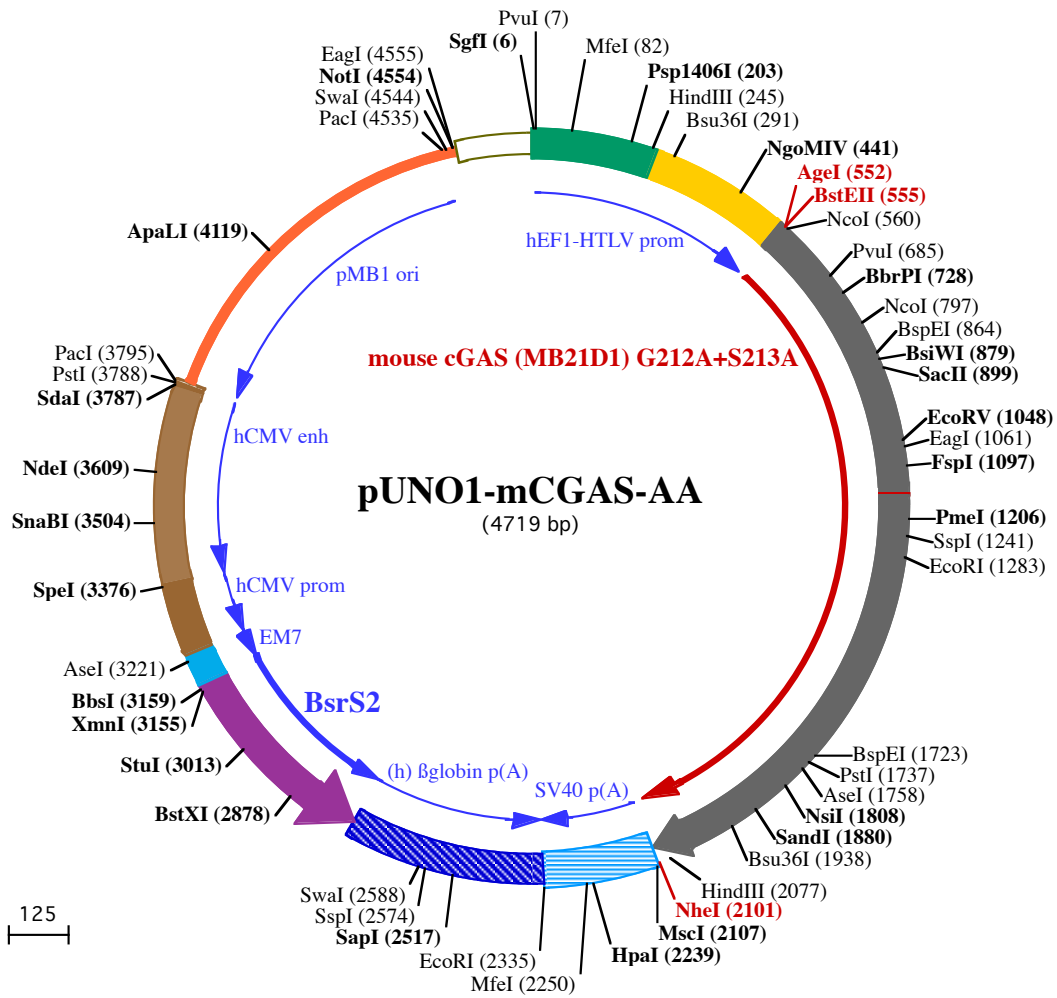 PvuI (7)
SgfI (6)
MfeI (82)
Psp1406I (203)
HindIII (245)
Bsu36I (291)
NgoMIV (441)
AgeI (552)
BstEII (555)
NcoI (560)
PvuI (685)
BbrPI (728)
NcoI (797)
BspEI (864)
BsiWI (879)
SacII (899)
EcoRV (1048)
EagI (1061)
FspI (1097)
PmeI (1206)
SspI (1241)
EcoRI (1283)
BspEI (1723)
PstI (1737)
AseI (1758)
NsiI (1808)
SandI (1880)
Bsu36I (1938)
HindIII (2077)
NheI (2101)
MscI (2107)
HpaI (2239)
MfeI (2250)
EcoRI (2335)
SapI (2517)
SspI (2574)
SwaI (2588)
BstXI (2878)
StuI (3013)
XmnI (3155)
BbsI (3159)
AseI (3221)
SpeI (3376)
SnaBI (3504)
NdeI (3609)
SdaI (3787)
PstI (3788)
PacI (3795)
ApaLI (4119)
PacI (4535)
SwaI (4544)
NotI (4554)
EagI (4555)
hEF1-HTLV prom
pMB1 ori
mouse cGAS (MB21D1) G212A+S213A
hCMV enh
pUNO1-mCGAS-AA
(4719 bp)
hCMV prom
EM7
BsrS2
(h) ßglobin p(A)
SV40 p(A)
125